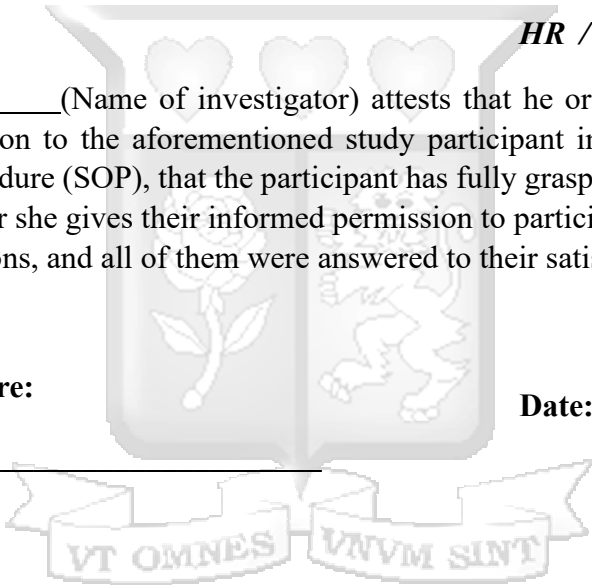 HR /
_____(Name of investigator) attests that he or
on to the aforementioned study participant in
dure (SOP), that the participant has fully grasp
r she gives their informed permission to partici
ons, and all of them were answered to their satis
re:
Date:
VT OMNES VNVM SINT